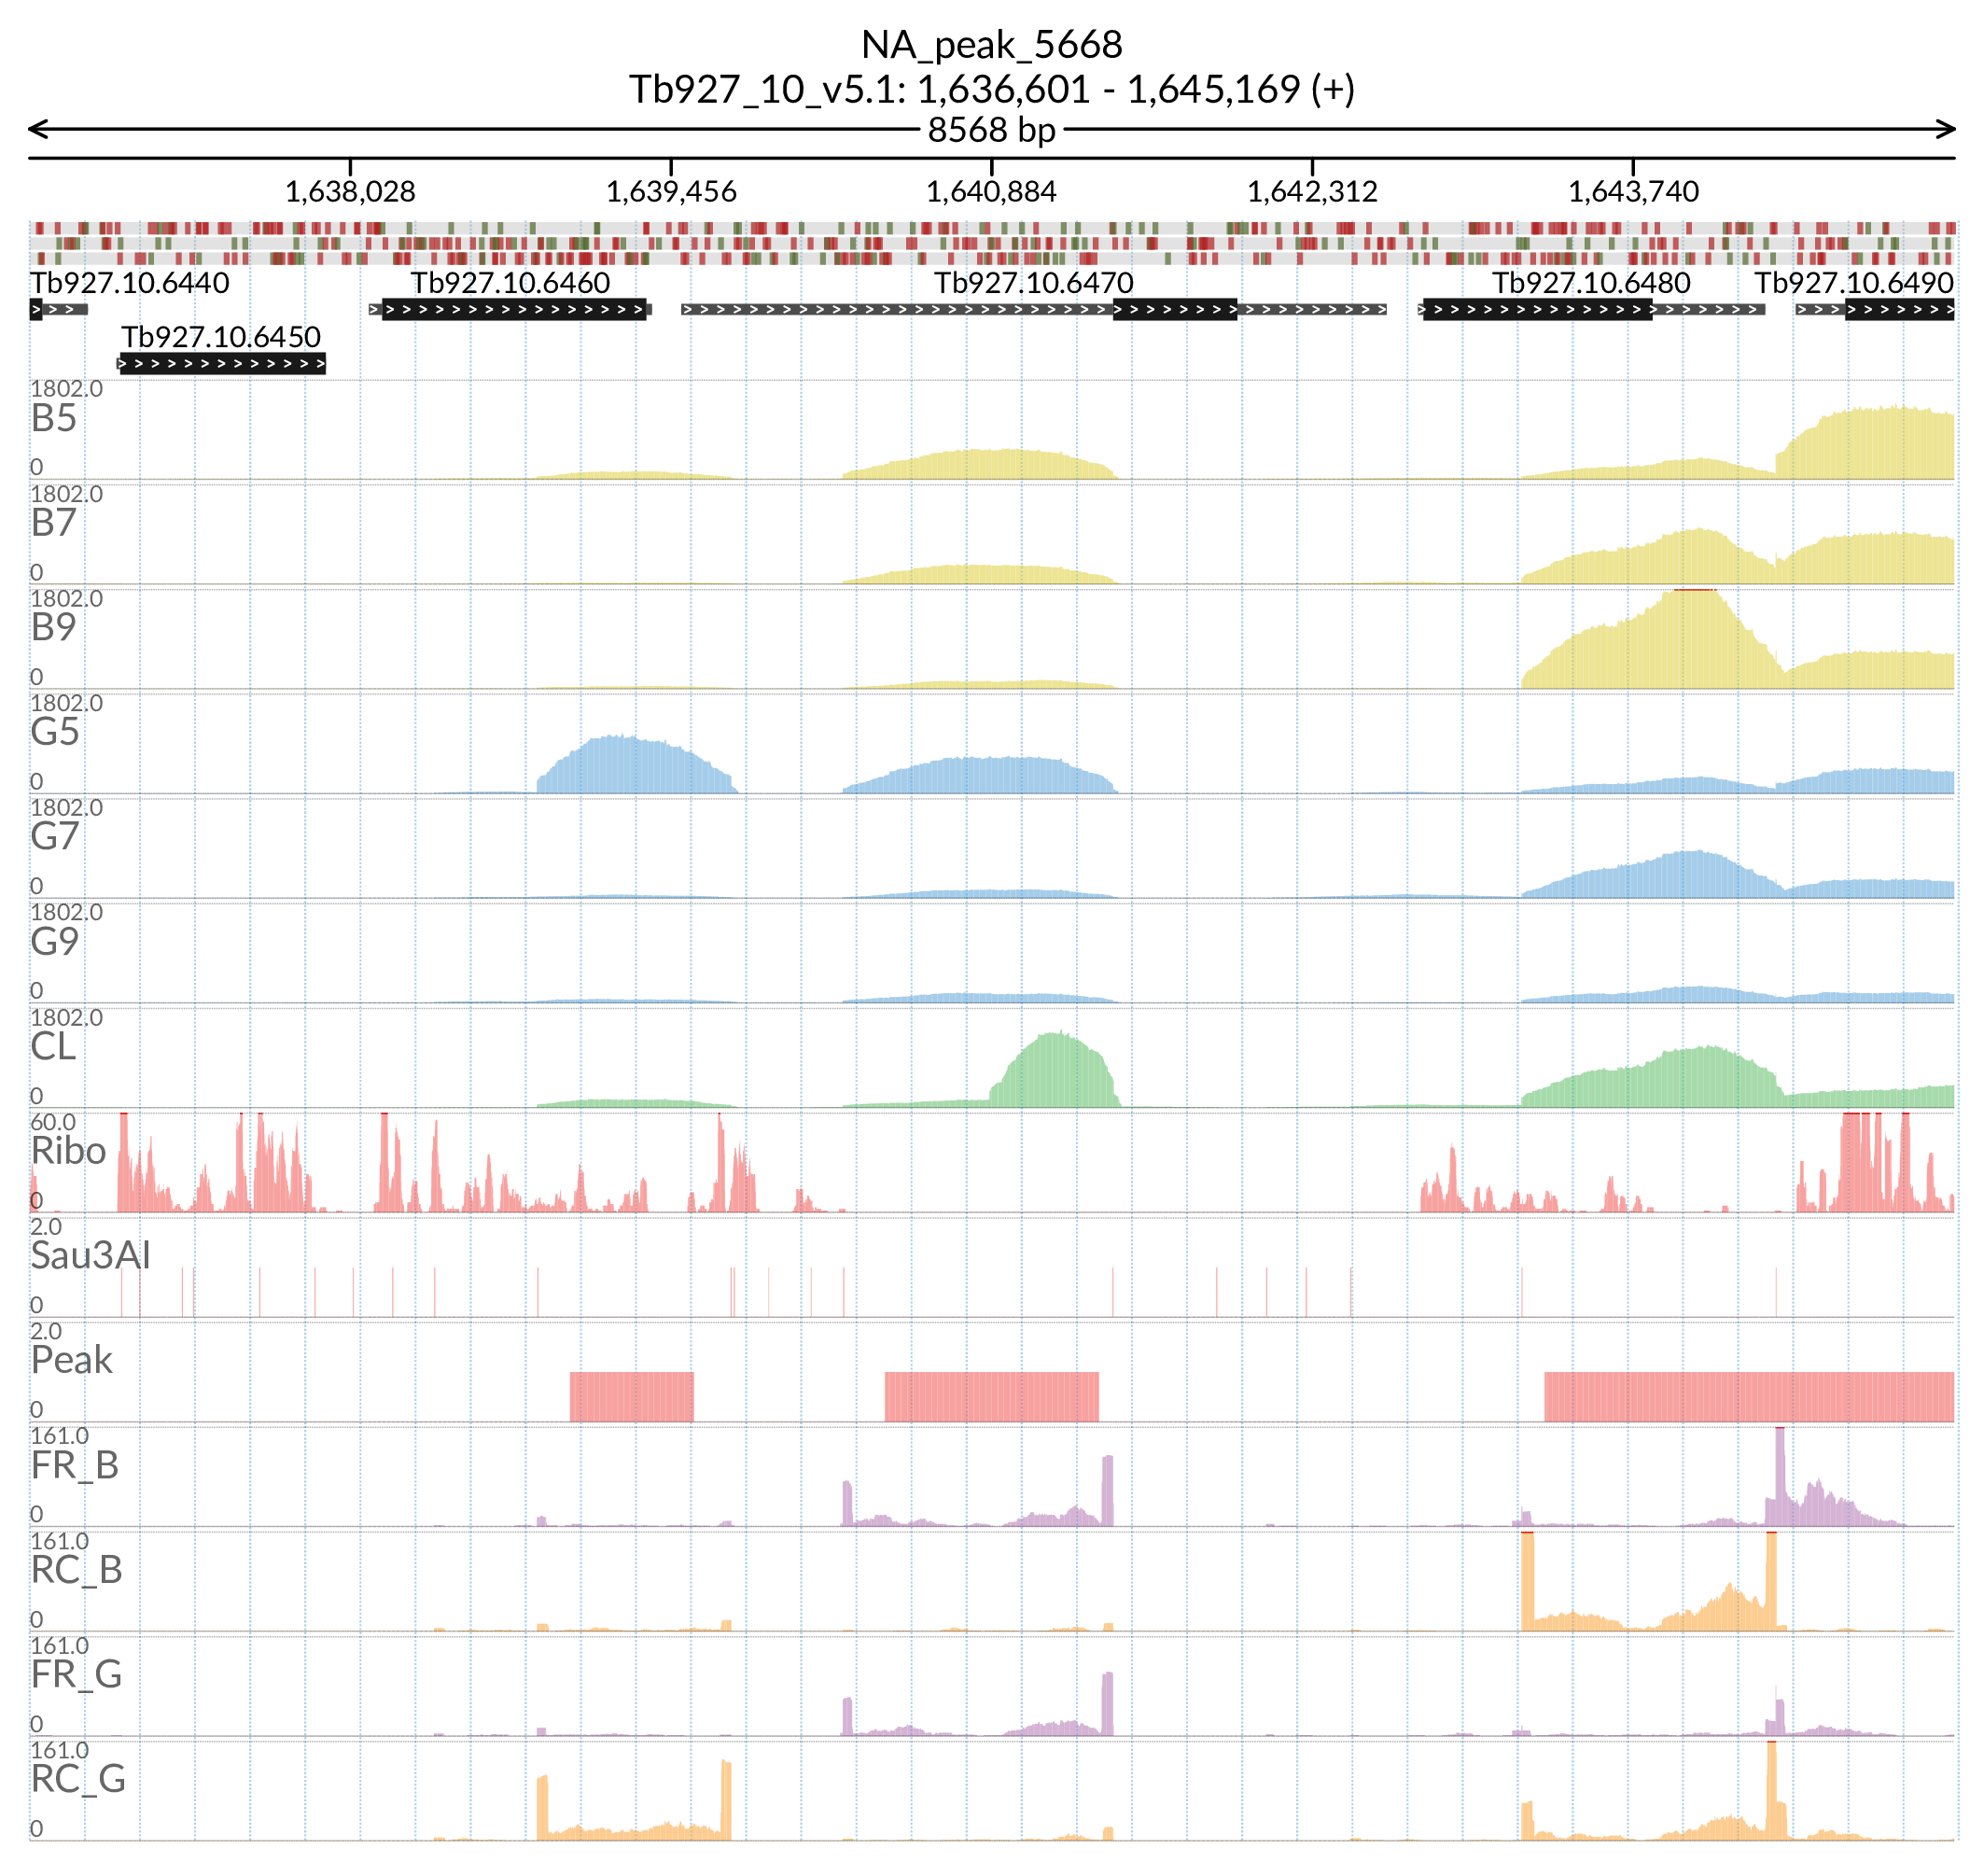 NA_peak_5668
Tb927_10_v5.1: 1,636,601 - 1,645,169 (+)
8568 bp
1,638,028 1,639,456 1,640,884 1,642,312 1,643,740
Tb927.10.6440 Tb927.10.6460 Tb927.10.6470 Tb927.10.6480 Tb927.10.6490
Tb927.10.6450
1802.0
B5
0
1802.0
B7
0
1802.0
B9
0
1802.0
G5
0
1802.0
G7
0
1802.0
G9
0
1802.0
CL
0
60.0
Ribo
0
2.0
Sau3AI
0
2.0
Peak
0
161.0
FR_B
0
161.0
RC_B
0
161.0
FR_G
0
161.0
RC_G
0